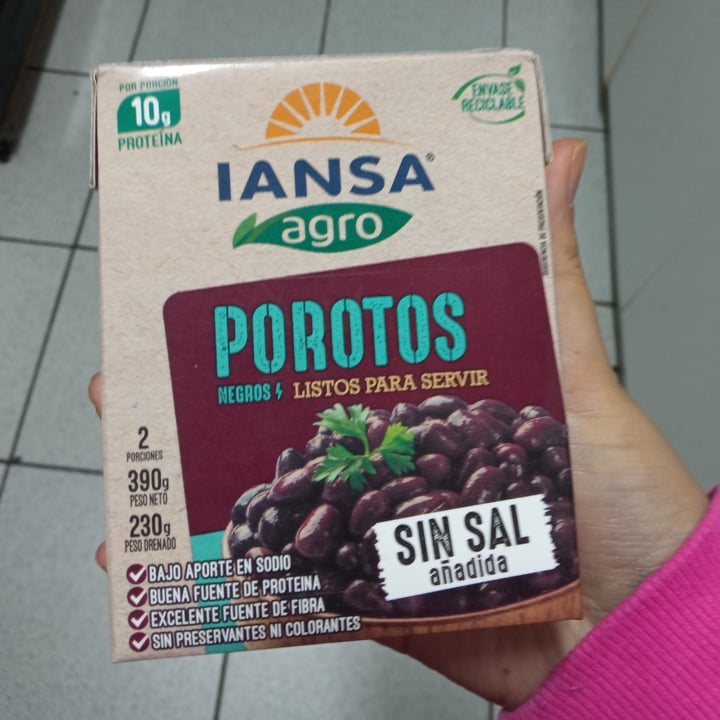 POR PORCIÓN
10g
PROTEÍNA
ENVASE
RECICLABLE
IANSA®
agro
POROTOS
NEGROS LISTOS PARA SERVIR
2
PORCIONES
390g
PESO NETO
230g
PESO DRENADO
SIN SAL
añadida
BAJO APORTE EN SODIO
BUENA FUENTE DE PROTEINA
EXCELENTE FUENTE DE FIBRA
SIN PRESERVANTES NI COLORANTES